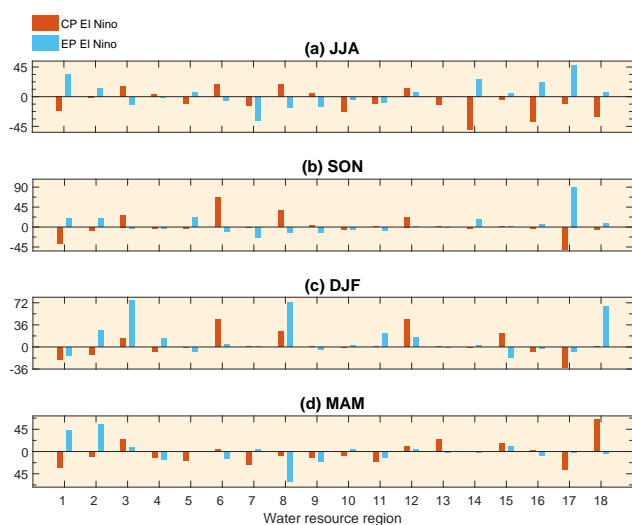 CP El Nino
EP El Nino
(a) JJA
45
0
-45
(b) SON
90
45
0
-45
(c) DJF
72
36
0
-36
(d) MAM
45
0
45
1 2 3 4 5 6 7 8 9 10 11 12 13 14 15 16 17 18
Water resource region